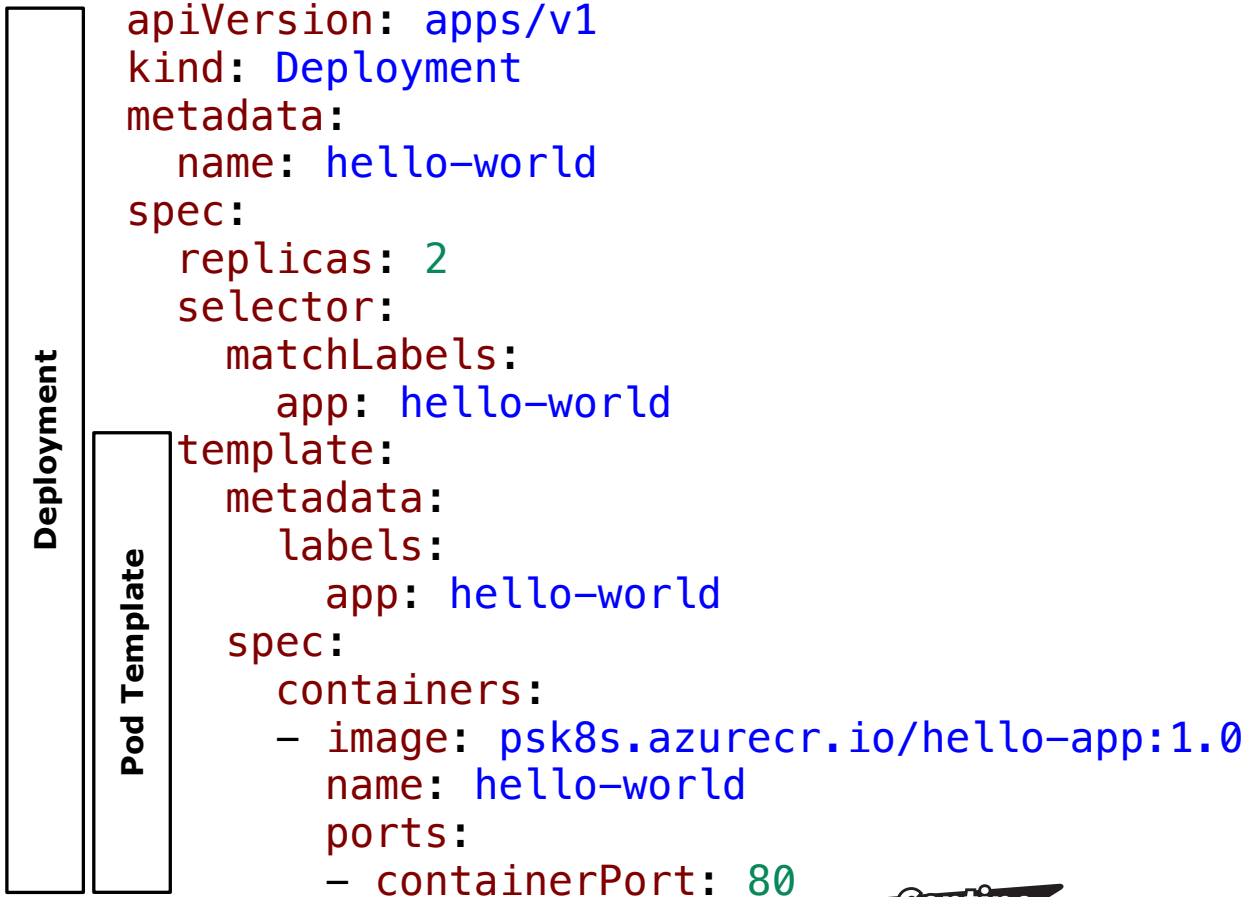 apiVersion: apps/v1
kind: Deployment
metadata:
  name: hello-world
spec:
  replicas: 2
  selector:
    matchLabels:
      app: hello-world
  template:
    metadata:
      labels:
        app: hello-world
    spec:
      containers:
      - image: psk8s.azurecr.io/hello-app:1.0
        name: hello-world
        ports:
        - containerPort: 80
Deployment
Pod Template